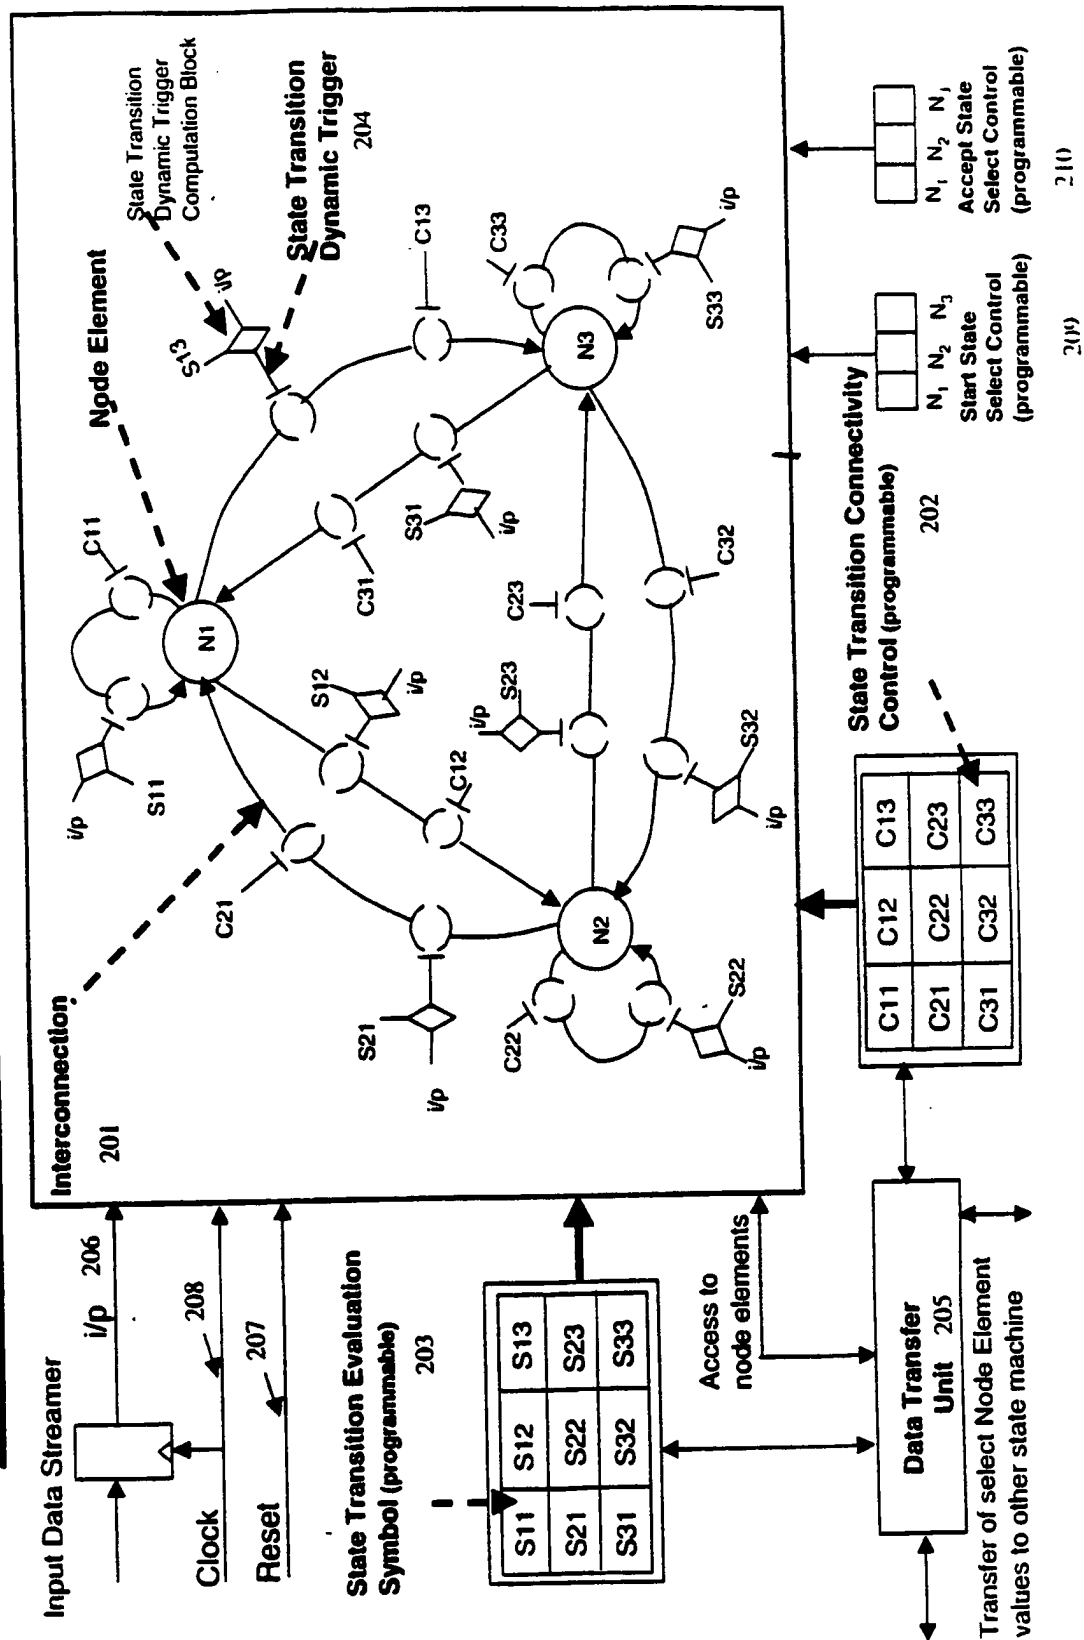 Input Data Streamer
i/p 206
Clock
208
Reset
207
State Transition Evaluation
Symbol (programmable)
203
S11 S12 S13
S21 S22 S23
S31 S32 S33
Access to
node elements
Data Transfer
Unit 205
Transfer of select Node Element
values to other state machine
Interconnection
201
Node Element
State Transition
Dynamic Trigger
Computation Block
State Transition
Dynamic Trigger
204
N1
C11
i/p
S11
S13
i/p
C13
C21
S21
i/p
S12
i/p
C12
C31
S31
i/p
N3
C33
S33
i/p
i/p
S23
C23
N2
C22
S22
i/p
S32
i/p
C32
State Transition Connectivity
Control (programmable)
202
C11 C12 C13
C21 C22 C23
C31 C32 C33
N1 N2 N3
Start State
Select Control
(programmable)
209
N1 N2 N,
Accept State
Select Control
(programmable)
210